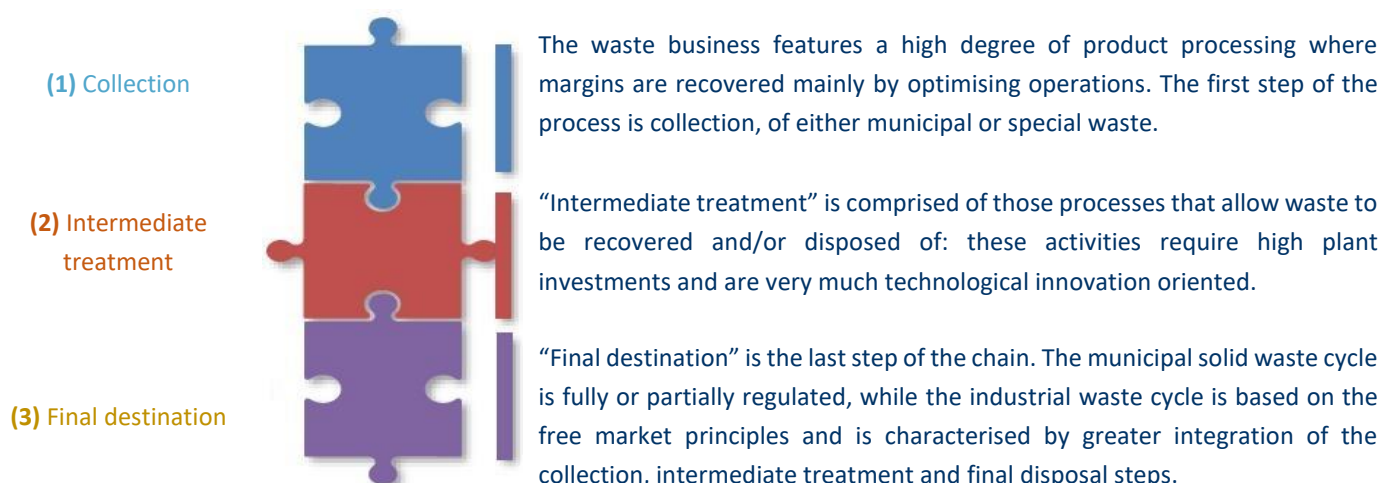 (1) Collection
The waste business features a high degree of product processing where
margins are recovered mainly by optimising operations. The first step of the
process is collection, of either municipal or special waste.
(2) Intermediate
treatment
“Intermediate treatment” is comprised of those processes that allow waste to
be recovered and/or disposed of: these activities require high plant
investments and are very much technological innovation oriented.
(3) Final destination
“Final destination” is the last step of the chain. The municipal solid waste cycle
is fully or partially regulated, while the industrial waste cycle is based on the
free market principles and is characterised by greater integration of the
collection, intermediate treatment and final disposal steps.